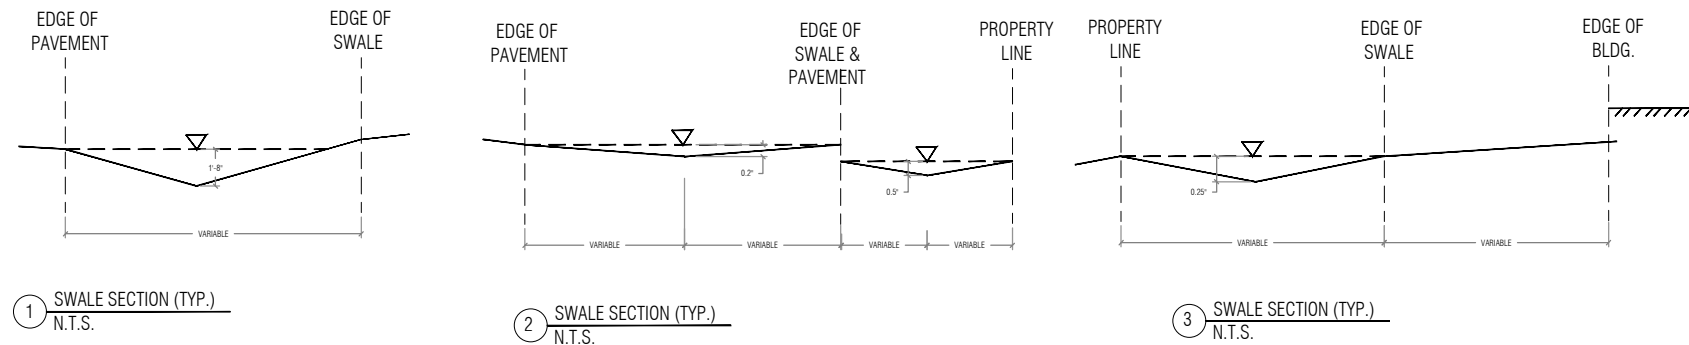 EDGE OF
PAVEMENT
EDGE OF
SWALE
1'-8"
VARIABLE
1
SWALE SECTION (TYP.)
N.T.S.
EDGE OF
PAVEMENT
EDGE OF
SWALE &
PAVEMENT
PROPERTY
LINE
0.2"
0.5"
VARIABLE
VARIABLE
VARIABLE
VARIABLE
2
SWALE SECTION (TYP.)
N.T.S.
PROPERTY
LINE
EDGE OF
SWALE
EDGE OF
BLDG.
0.25"
VARIABLE
VARIABLE
3
SWALE SECTION (TYP.)
N.T.S.